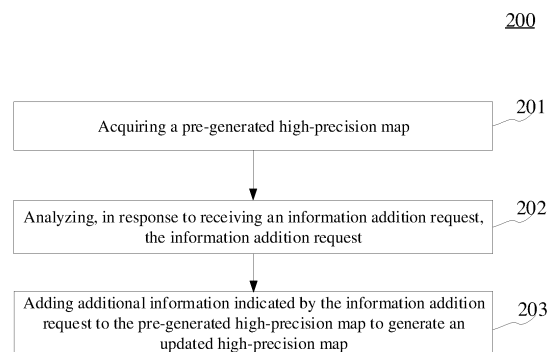 200
201
Acquiring a pre-generated high-precision map
202
Analyzing, in response to receiving an information addition request,
the information addition request
Adding additional information indicated by the information addition
request to the pre-generated high-precision map to generate an
updated high-precision map
203